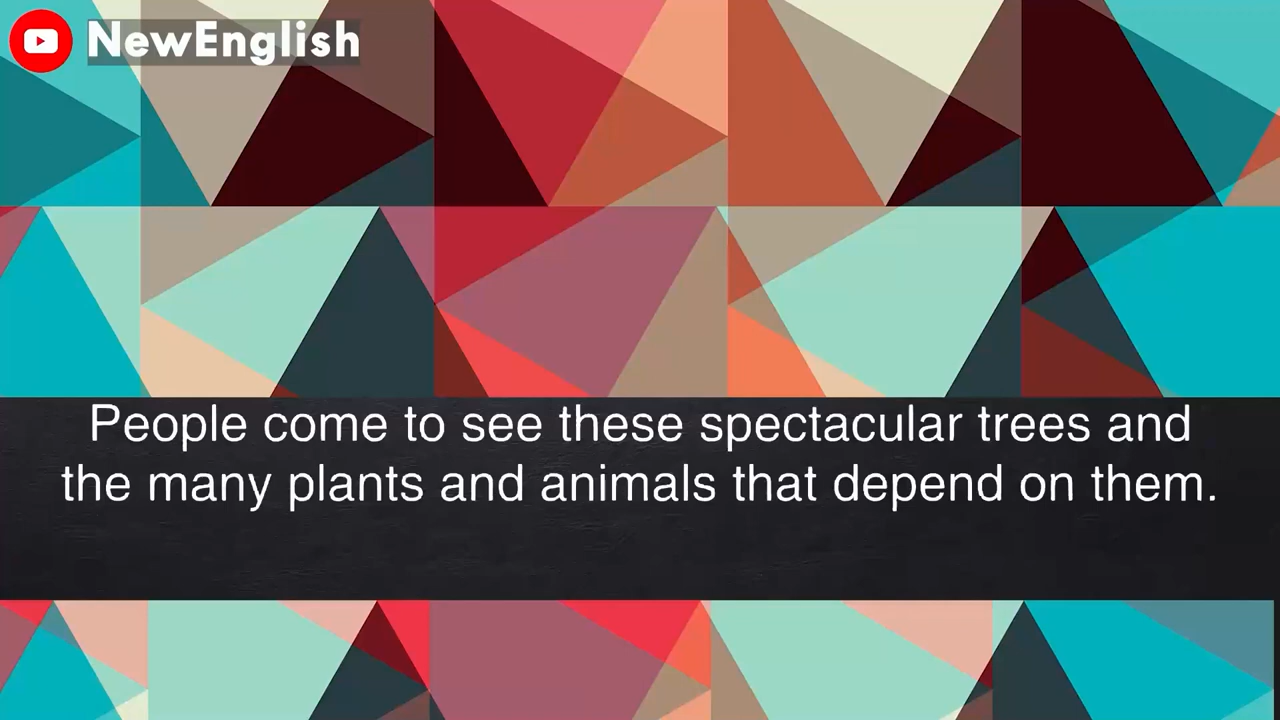 NewEnglish
People come to see these spectacular trees and
the many plants and animals that depend on them.